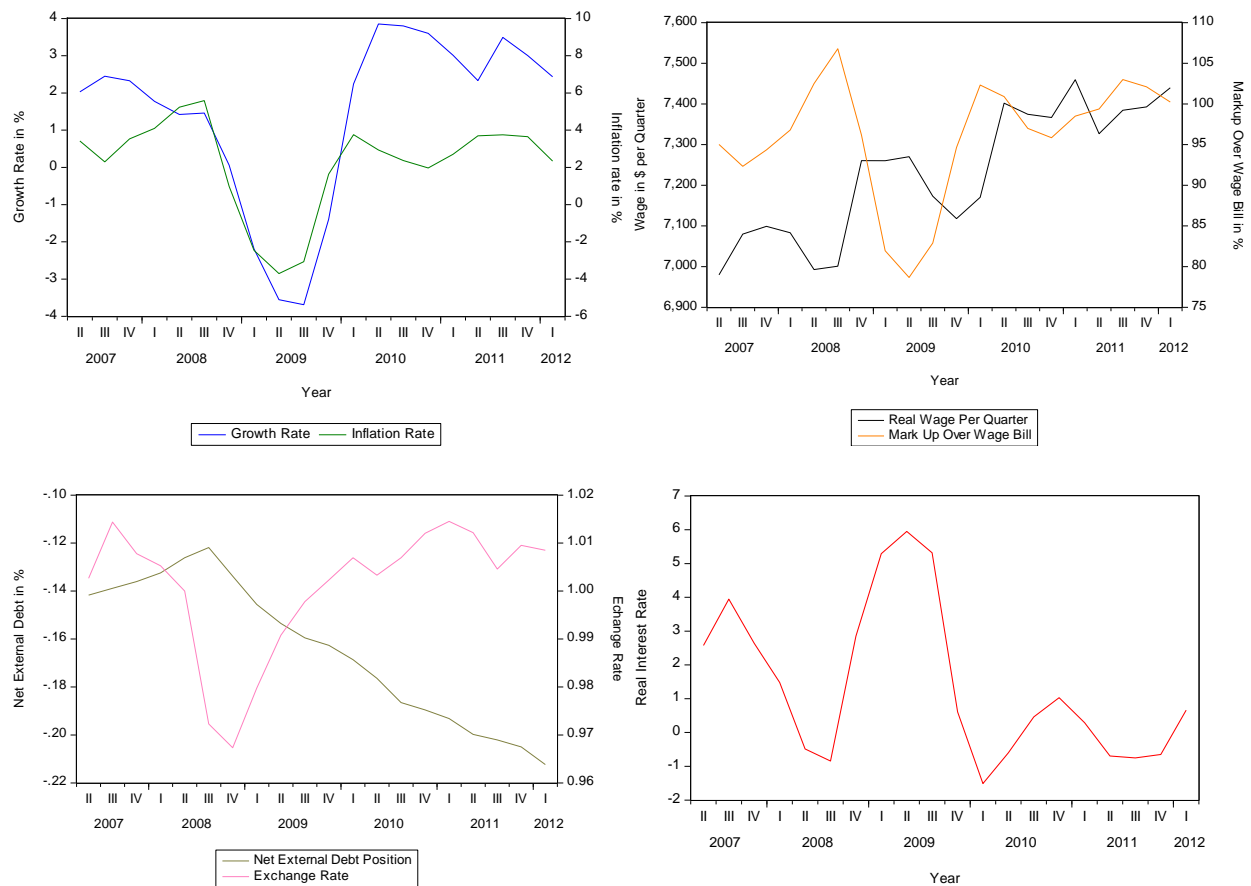 4
3
2
1
0
-1
-2
-3
-4
10
8
6
4
2
0
-2
-4
-6
Growth Rate in %
Inflation rate in %
II III IV I II III IV I II III IV I II III IV I II III IV I
2007 2008 2009 2010 2011 2012
Year
Growth Rate Inflation Rate
7,600
7,500
7,400
7,300
7,200
7,100
7,000
6,900
110
105
100
95
90
85
80
75
Wage in $ per Quarter
Markup Over Wage Bill in %
II III IV I II III IV I II III IV I II III IV I II III IV I
2007 2008 2009 2010 2011 2012
Year
Real Wage Per Quarter
Mark Up Over Wage Bill
-.10
-.12
-.14
-.16
-.18
-.20
-.22
1.02
1.01
1.00
0.99
0.98
0.97
0.96
Net External Debt in %
Echange Rate
II III IV I II III IV I II III IV I II III IV I II III IV I
2007 2008 2009 2010 2011 2012
Year
Net External Debt Position
Exchange Rate
7
6
5
4
3
2
1
0
-1
-2
Real Interest Rate
II III IV I II III IV I II III IV I II III IV I II III IV I
2007 2008 2009 2010 2011 2012
Year